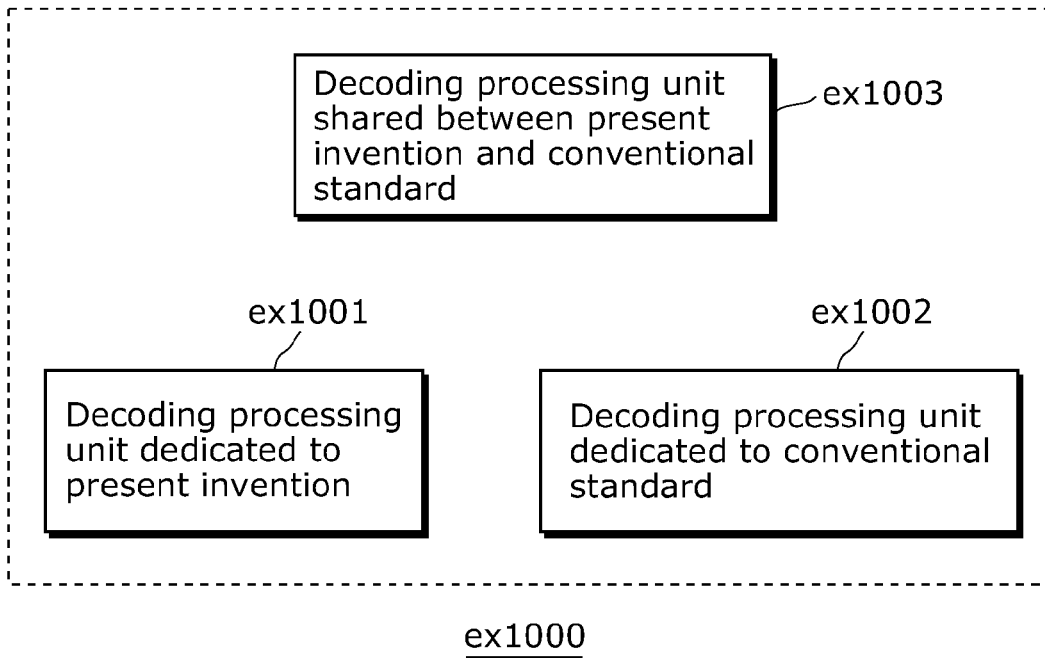 Decoding processing unit
shared between present
invention and conventional
standard
ex1003
ex1001
ex1002
Decoding processing
unit dedicated to
present invention
Decoding processing unit
dedicated to conventional
standard
ex1000